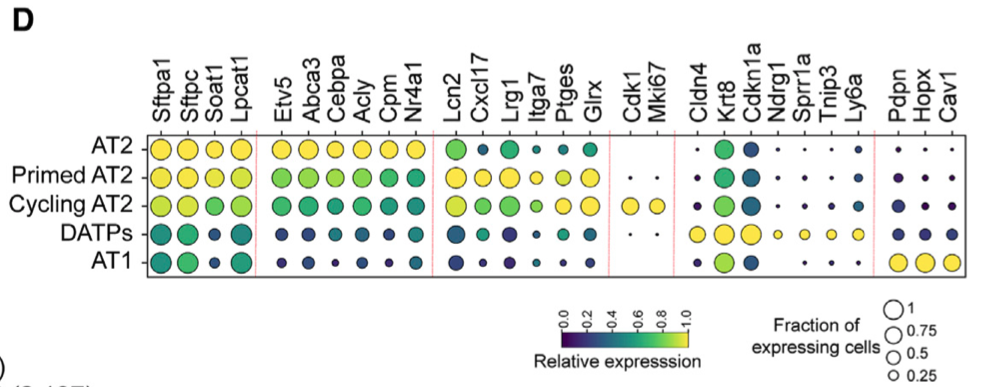 D
Sftpa1 Sftpc Soat1 Lpcat1 Etv5 Abca3 Cebpa Acly Cpm Nr4a1 Lcn2 Cxcl17 Lrg1 Itga7 Ptges Glrx Cdk1 Mki67 Cldn4 Krt8 Cdkn1a Ndrg1 Sprr1a Tnip3 Ly6a Pdpn Hopx Cav1
AT2
Primed AT2
Cycling AT2
DATPs
AT1
0.0 0.2 0.4 0.6 0.8 1.0
Relative expresssion
Fraction of
expressing cells
1
0.75
0.5
0.25